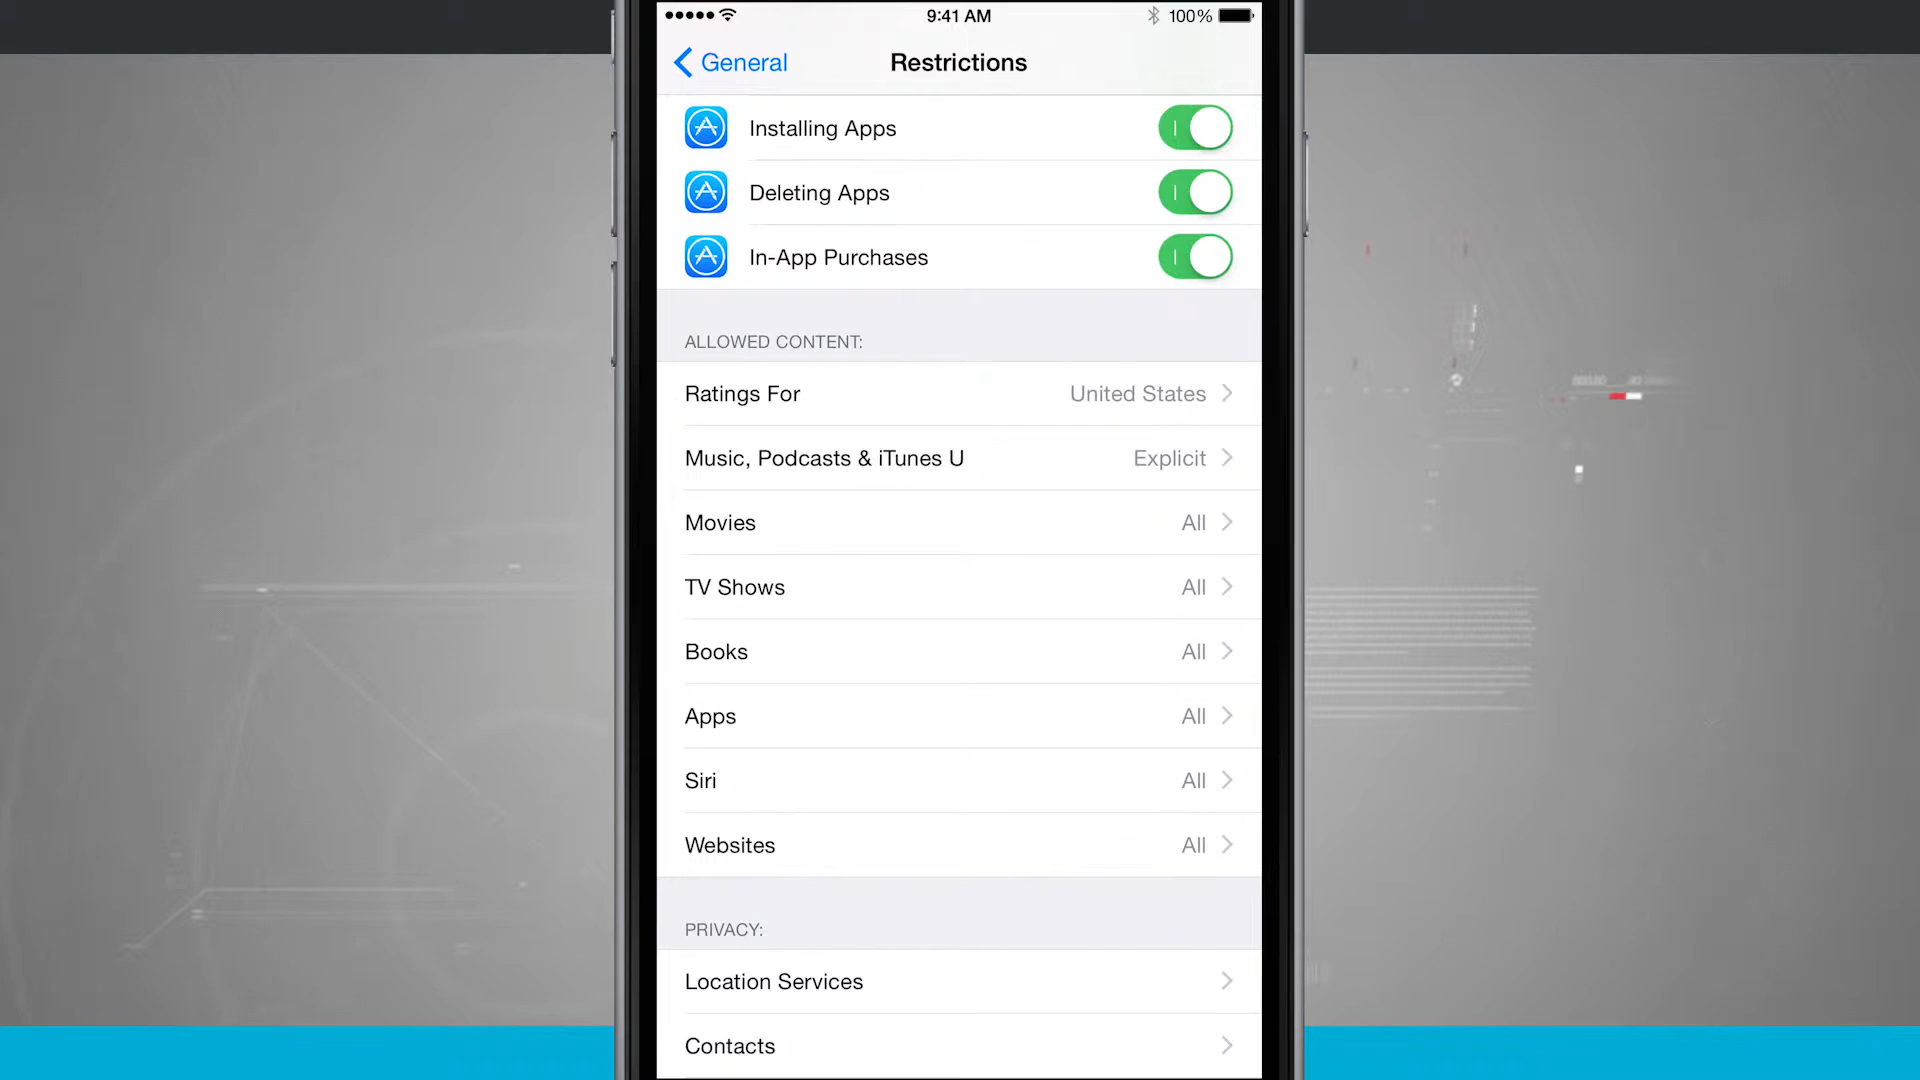 9:41 AM 100%
General Restrictions
Installing Apps
Deleting Apps
In-App Purchases
ALLOWED CONTENT:
Ratings For United States
Music, Podcasts & iTunes U Explicit
Movies All
TV Shows All
Books All
Apps All
Siri All
Websites All
PRIVACY:
Location Services
Contacts